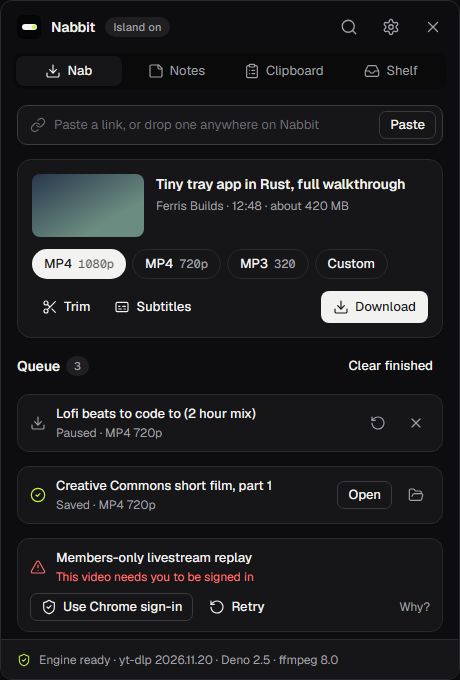 Nabbit Island on
Nab Notes Clipboard Shelf
Paste a link, or drop one anywhere on Nabbit Paste
Tiny tray app in Rust, full walkthrough
Ferris Builds · 12:48 · about 420 MB
MP4 1080p MP4 720p MP3 320 Custom
Trim Subtitles Download
Queue 3 Clear finished
Lofi beats to code to (2 hour mix)
Paused · MP4 720p
Creative Commons short film, part 1
Saved · MP4 720p
Open
Members-only livestream replay
This video needs you to be signed in
Use Chrome sign-in Retry Why?
Engine ready · yt-dlp 2026.11.20 · Deno 2.5 · ffmpeg 8.0